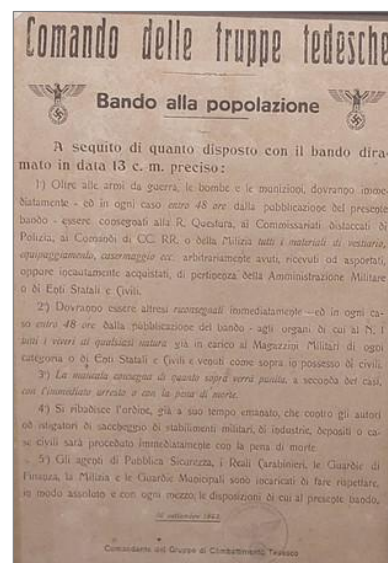 Comando delle truppe tedesche
Bando alla popolazione
A seguito di quanto disposto con il bando dira-
mato in data 13 c. m. preciso:
1°) Oltre alle armi da guerra, le bombe e le munizioni, dovranno imme
diatamente - ed in ogni caso entro 48 ore dalla pubblicazione del presente
bando - essere consegnati alla R. Questura, ai Commissariati distaccati di
Polizia, ai Comandi di CC. RR. o della Milizia tutti i materiali di vestiario,
equipaggiamento, casermaggio ecc. arbitrariamente avuti, ricevuti od asportati,
oppure incautamente acquistati, di pertinenza della Amministrazione Militare
o di Enti Statali e Civili.
2°) Dovranno essere altresì riconsegnati immediatamente - ed in ogni ca-
so entro 48 ore dalla pubblicazione del bando - agli organi di cui al N. 1
tutti i viveri di qualsiasi natura già in carico ai Magazzini Militari di ogni
categoria o di Enti Statali e Civili e venuti come sopra in possesso di civili.
3°) La mancata consegna di quanto sopra verrà punita, a seconda dei casi,
con l'immediato arresto o con la pena di morte.
4°) Si ribadisce l'ordine, già a suo tempo emanato, che contro gli autori
od istigatori di saccheggio di stabilimenti militari, di industrie, depositi o ca-
se civili sarà proceduto immediatamente con la pena di morte
5°) Gli agenti di Pubblica Sicurezza, i Reali Carabinieri, le Guardie di
Finanza, la Milizia e le Guardie Municipali sono incaricati di fare rispettare,
in modo assoluto e con ogni mezzo, le disposizioni di cui al presente bando.
settembre 1943
Comandante del Gruppo di Combattimento Tedesco